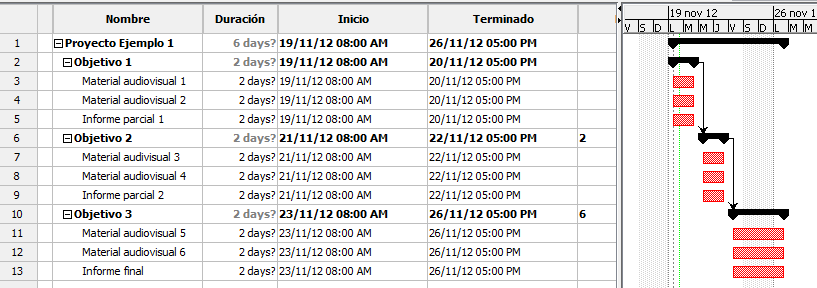 Nombre Duración Inicio Terminado 19 nov 12 26 nov 1
V S D L M M J V S D L M
1 Proyecto Ejemplo 1 6 days? 19/11/12 08:00 AM 26/11/12 05:00 PM
2 Objetivo 1 2 days? 19/11/12 08:00 AM 20/11/12 05:00 PM
3 Material audiovisual 1 2 days? 19/11/12 08:00 AM 20/11/12 05:00 PM
4 Material audiovisual 2 2 days? 19/11/12 08:00 AM 20/11/12 05:00 PM
5 Informe parcial 1 2 days? 19/11/12 08:00 AM 20/11/12 05:00 PM
6 Objetivo 2 2 days? 21/11/12 08:00 AM 22/11/12 05:00 PM 2
7 Material audivisual 3 2 days? 21/11/12 08:00 AM 22/11/12 05:00 PM
8 Material audiovisual 4 2 days? 21/11/12 08:00 AM 22/11/12 05:00 PM
9 Informe parcial 2 2 days? 21/11/12 08:00 AM 22/11/12 05:00 PM
10 Objetivo 3 2 days? 23/11/12 08:00 AM 26/11/12 05:00 PM 6
11 Material audiovisual 5 2 days? 23/11/12 08:00 AM 26/11/12 05:00 PM
12 Material audiovisual 6 2 days? 23/11/12 08:00 AM 26/11/12 05:00 PM
13 Informe final 2 days? 23/11/12 08:00 AM 26/11/12 05:00 PM